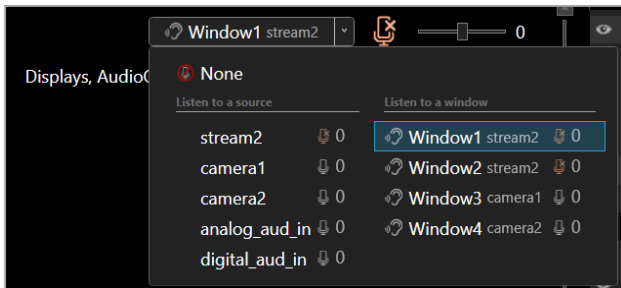 Window1 stream2 0
Displays, Audio
None
Listen to a source
Listen to a window
stream2 0
Window1 stream2 0
camera1 0
Window2 stream2 0
camera2 0
Window3 camera1 0
analog_aud_in 0
Window4 camera2 0
digital_aud_in 0